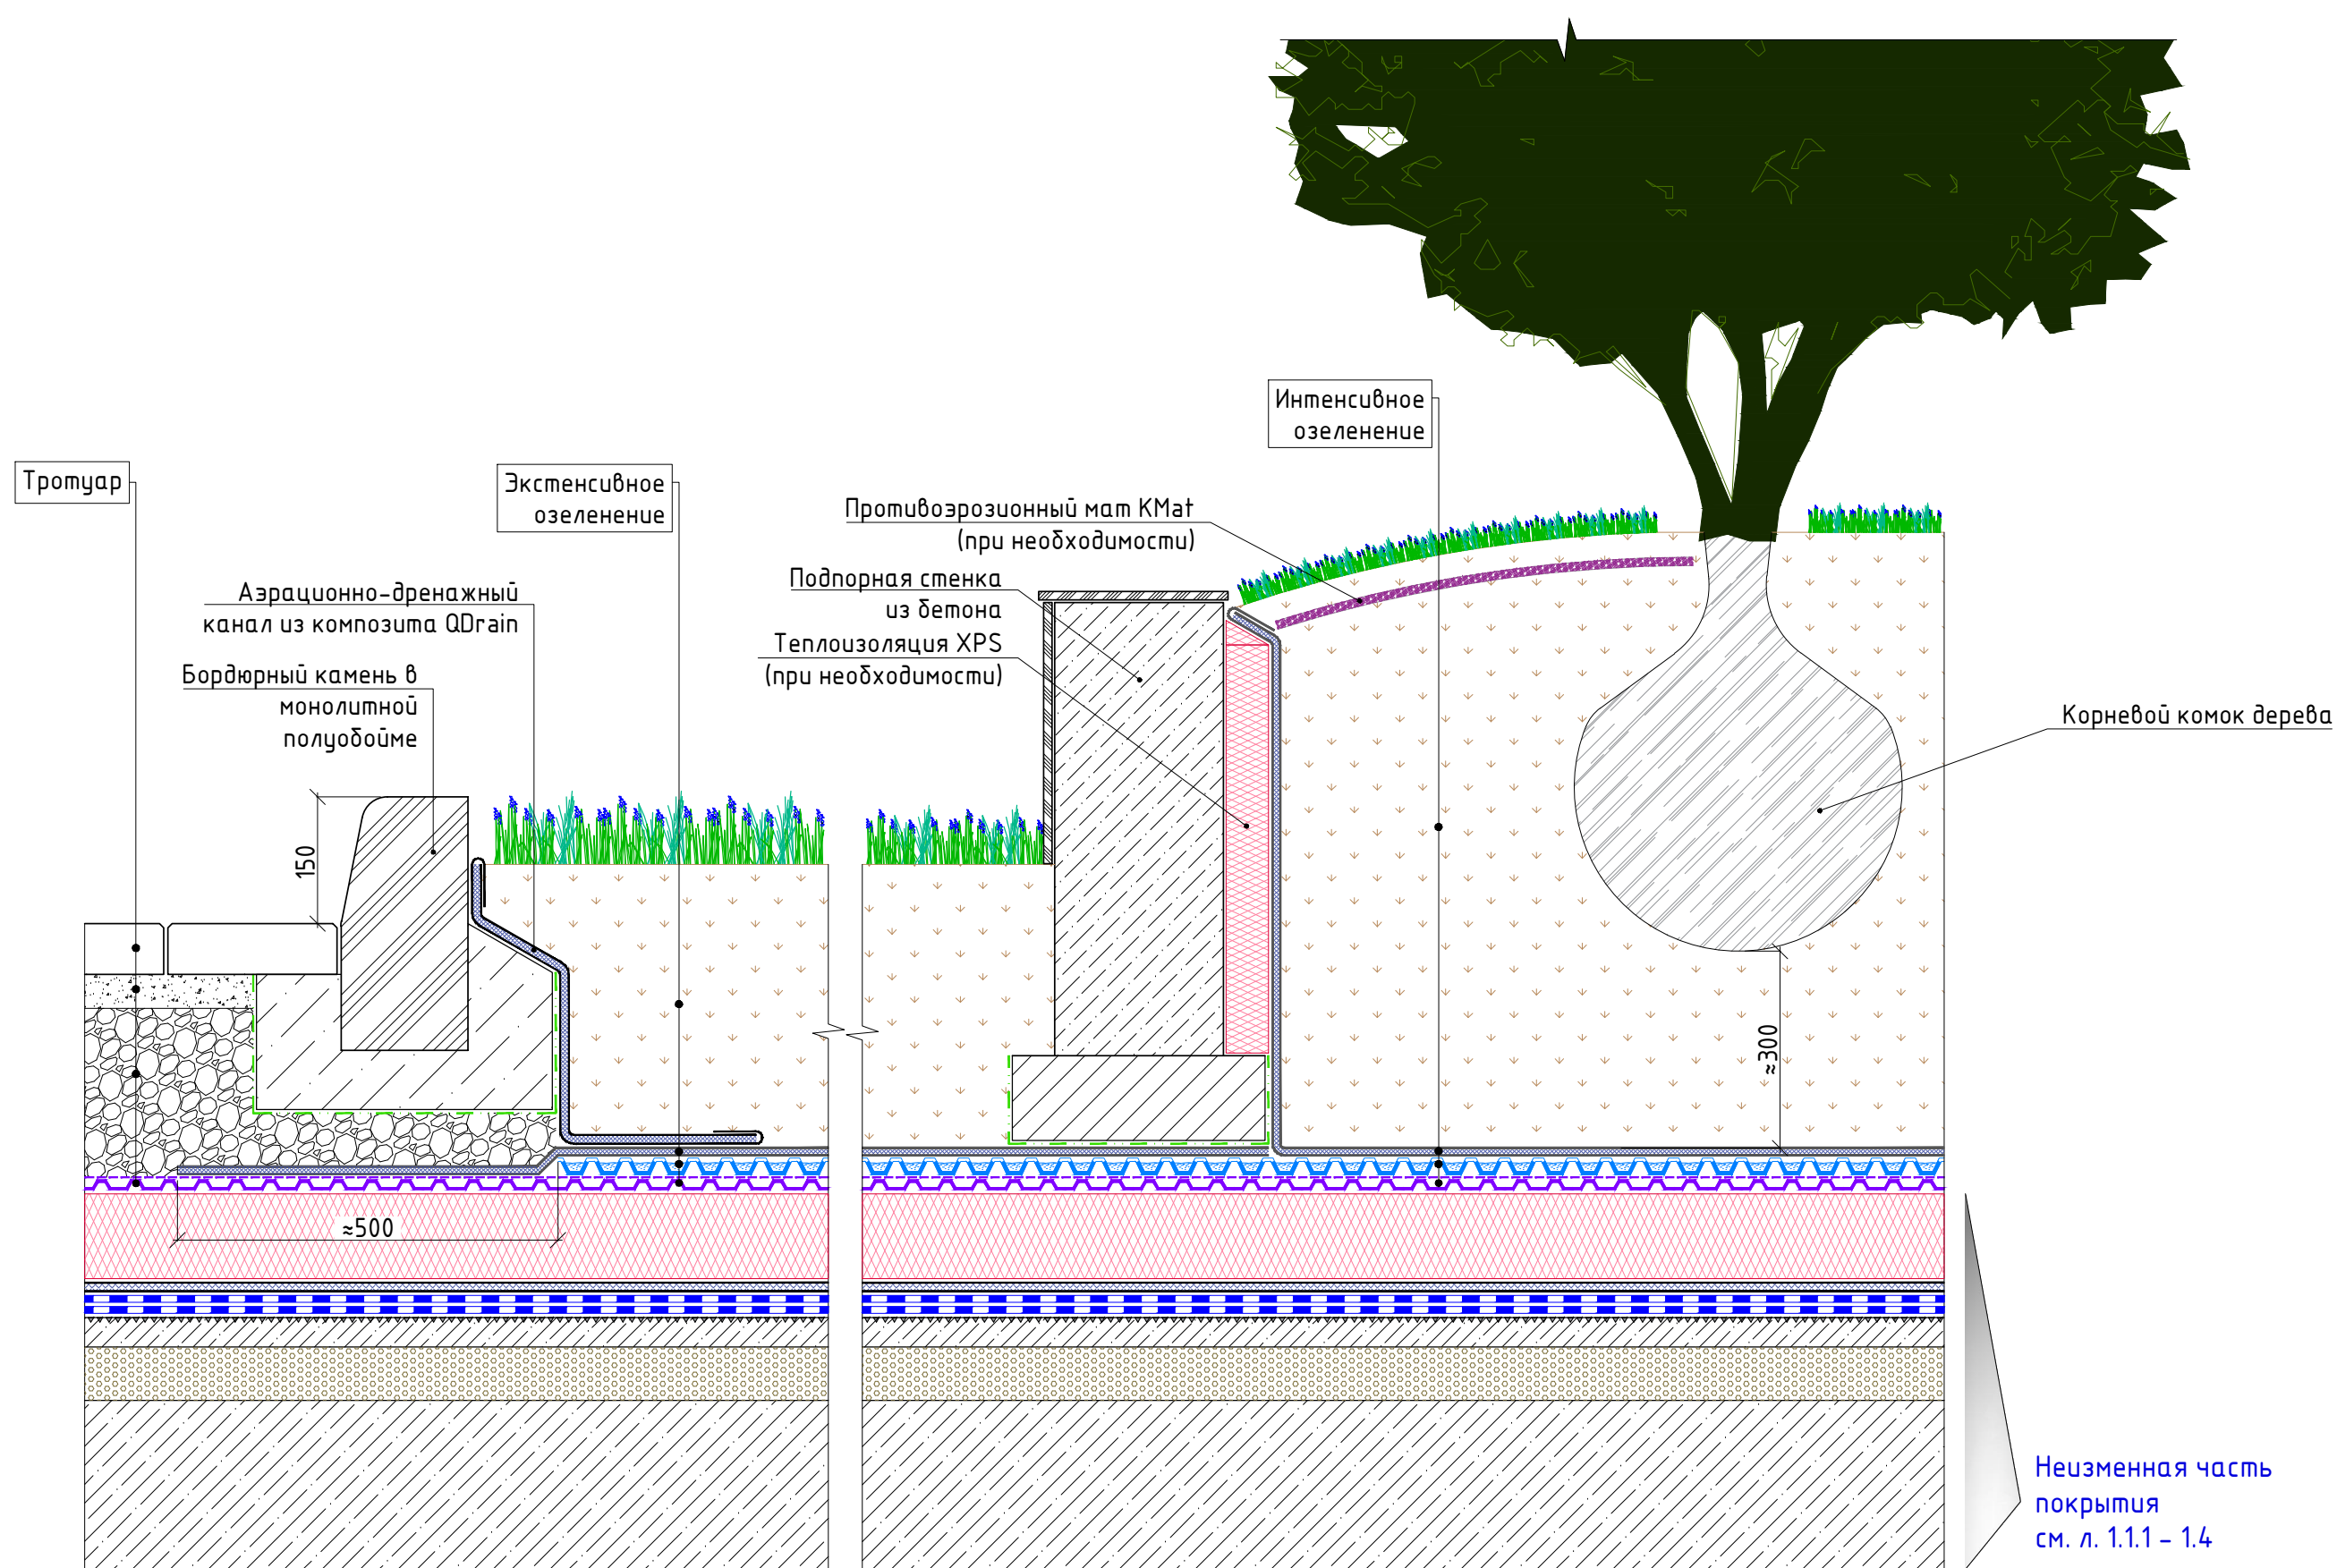 Интенсивное
озеленение
Тротуар
Экстенсивное
озеленение
Противоэрозионный мат KMat
(при необходимости)
Подпорная стенка
из бетона
Теплоизоляция XPS
(при необходимости)
Аэрационно-дренажный
канал из композита QDrain
Бордюрный камень в
монолитной
полуобойме
Корневой комок дерева
150
≈300
≈500
Неизменная часть
покрытия
см. л. 1.1.1 - 1.4